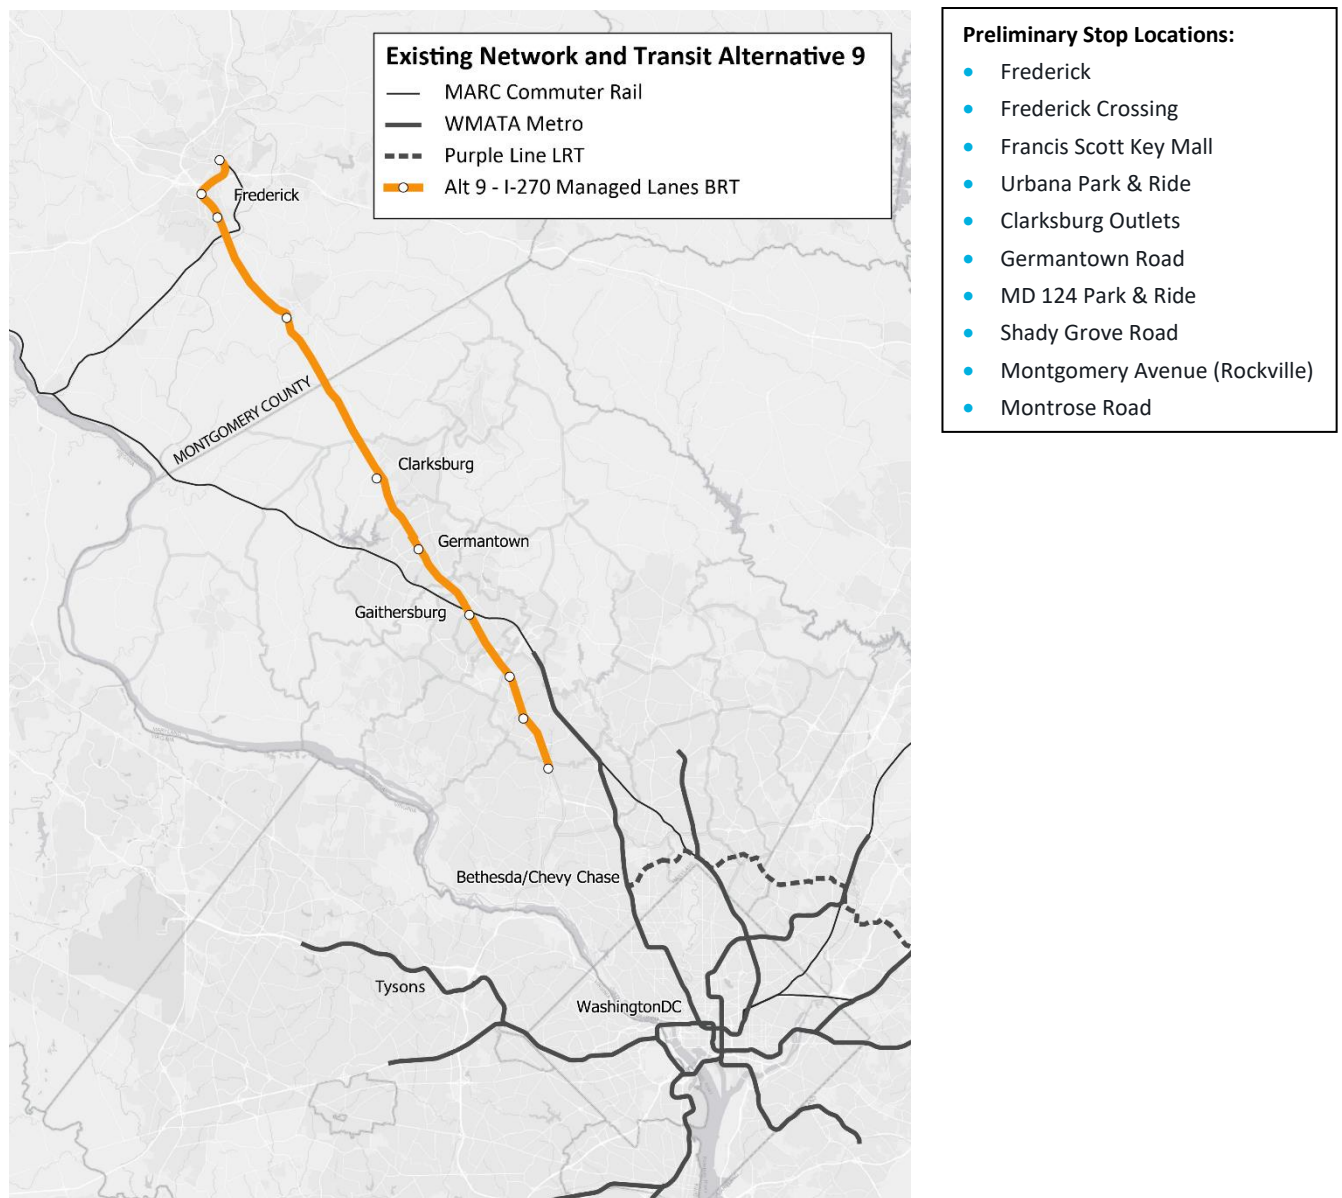 Existing Network and Transit Alternative 9
MARC Commuter Rail
WMATA Metro
Purple Line LRT
Alt 9 - I-270 Managed Lanes BRT
Preliminary Stop Locations:
Frederick
Frederick Crossing
Francis Scott Key Mall
Urbana Park & Ride
Clarksburg Outlets
Germantown Road
MD 124 Park & Ride
Shady Grove Road
Montgomery Avenue (Rockville)
Montrose Road
Frederick
MONTGOMERY COUNTY
Clarksburg
Germantown
Gaithersburg
Bethesda/Chevy Chase
Tysons
WashingtonDC